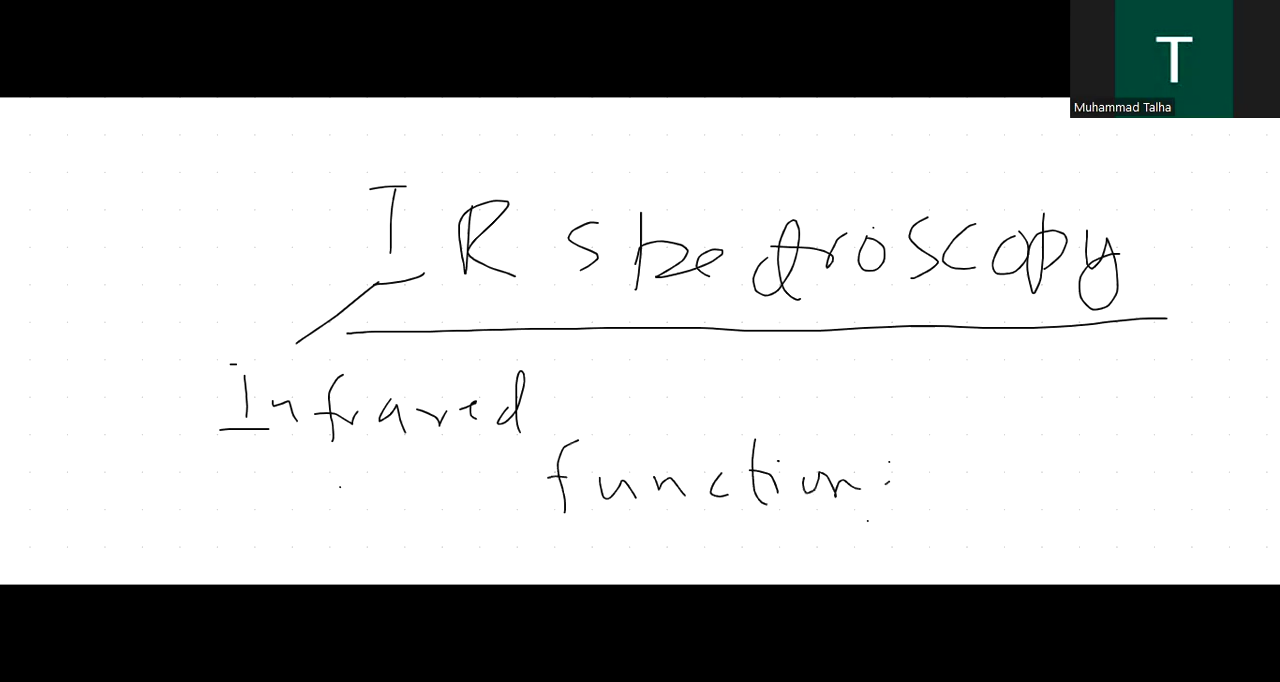 T
Muhammad Talha
IR Spectroscopy
Infrared
function: